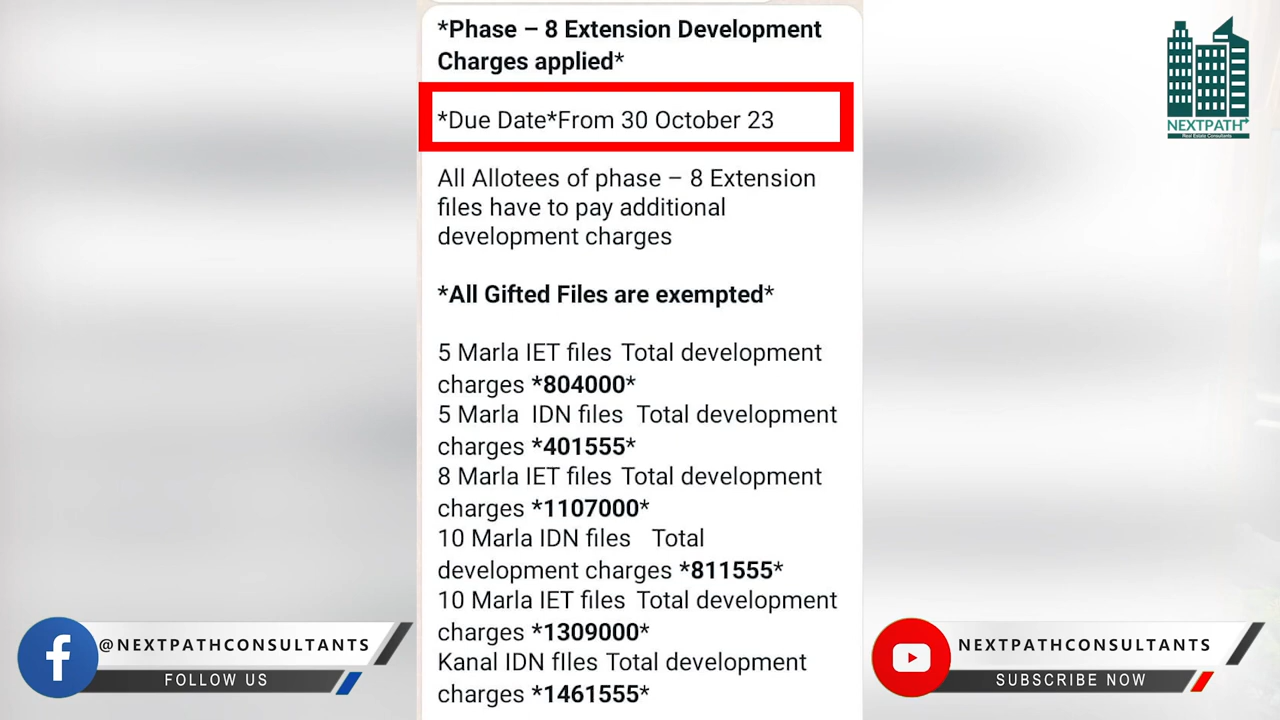 *Phase – 8 Extension Development
Charges applied*
*Due Date*From 30 October 23
All Allotees of phase – 8 Extension
files have to pay additional
development charges
*All Gifted Files are exempted*
5 Marla IET files Total development
charges *804000*
5 Marla IDN files Total development
charges *401555*
8 Marla IET files Total development
charges *1107000*
10 Marla IDN files Total
development charges *811555*
10 Marla IET files Total development
charges *1309000*
Kanal IDN fIles Total development
charges *1461555*
NEXTPATH
Real Estate Consultants
@NEXTPATHCONSULTANTS
FOLLOW US
NEXTPATHCONSULTANTS
SUBSCRIBE NOW